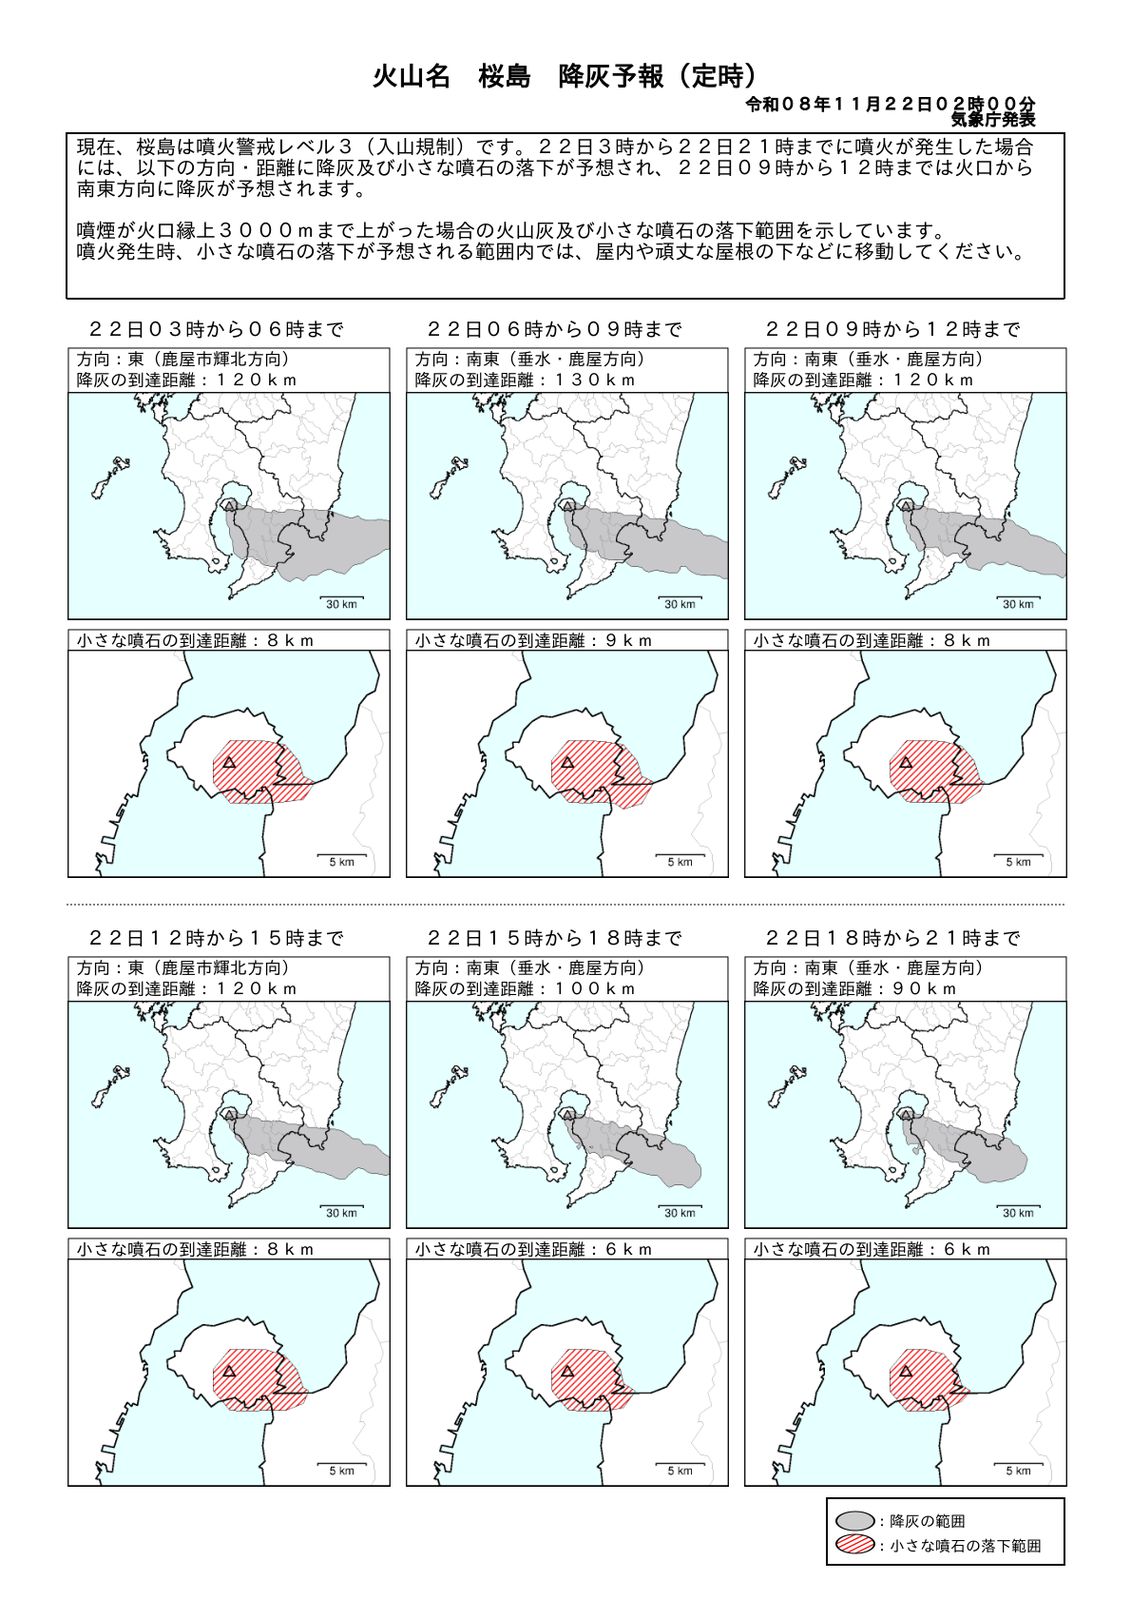 火山名　桜島　降灰予報（定時）
令和０８年１１月２２日０２時００分
気象庁発表
現在、桜島は噴火警戒レベル３（入山規制）です。２２日３時から２２日２１時までに噴火が発生した場合
には、以下の方向・距離に降灰及び小さな噴石の落下が予想され、２２日０９時から１２時までは火口から
南東方向に降灰が予想されます。
噴煙が火口縁上３０００ｍまで上がった場合の火山灰及び小さな噴石の落下範囲を示しています。
噴火発生時、小さな噴石の落下が予想される範囲内では、屋内や頑丈な屋根の下などに移動してください。
２２日０３時から０６時まで
方向：東（鹿屋市輝北方向）
降灰の到達距離：１２０ｋｍ
30 km
小さな噴石の到達距離：８ｋｍ
5 km
２２日０６時から０９時まで
方向：南東（垂水・鹿屋方向）
降灰の到達距離：１３０ｋｍ
30 km
小さな噴石の到達距離：９ｋｍ
5 km
２２日０９時から１２時まで
方向：南東（垂水・鹿屋方向）
降灰の到達距離：１２０ｋｍ
30 km
小さな噴石の到達距離：８ｋｍ
5 km
２２日１２時から１５時まで
方向：東（鹿屋市輝北方向）
降灰の到達距離：１２０ｋｍ
30 km
小さな噴石の到達距離：８ｋｍ
5 km
２２日１５時から１８時まで
方向：南東（垂水・鹿屋方向）
降灰の到達距離：１００ｋｍ
30 km
小さな噴石の到達距離：６ｋｍ
5 km
２２日１８時から２１時まで
方向：南東（垂水・鹿屋方向）
降灰の到達距離：９０ｋｍ
30 km
小さな噴石の到達距離：６ｋｍ
5 km
：降灰の範囲
：小さな噴石の落下範囲